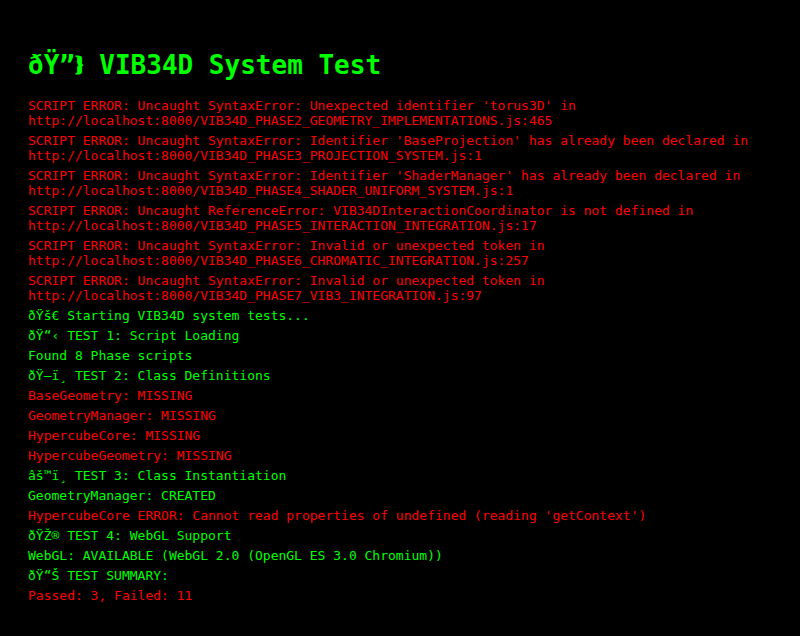 ðŸ”¥ VIB34D System Test
SCRIPT ERROR: Uncaught SyntaxError: Unexpected identifier 'torus3D' in
http://localhost:8000/VIB34D_PHASE2_GEOMETRY_IMPLEMENTATIONS.js:465
SCRIPT ERROR: Uncaught SyntaxError: Identifier 'BaseProjection' has already been declared in
http://localhost:8000/VIB34D_PHASE3_PROJECTION_SYSTEM.js:1
SCRIPT ERROR: Uncaught SyntaxError: Identifier 'ShaderManager' has already been declared in
http://localhost:8000/VIB34D_PHASE4_SHADER_UNIFORM_SYSTEM.js:1
SCRIPT ERROR: Uncaught ReferenceError: VIB34DInteractionCoordinator is not defined in
http://localhost:8000/VIB34D_PHASE5_INTERACTION_INTEGRATION.js:17
SCRIPT ERROR: Uncaught SyntaxError: Invalid or unexpected token in
http://localhost:8000/VIB34D_PHASE6_CHROMATIC_INTEGRATION.js:257
SCRIPT ERROR: Uncaught SyntaxError: Invalid or unexpected token in
http://localhost:8000/VIB34D_PHASE7_VIB3_INTEGRATION.js:97
ðŸš€ Starting VIB34D system tests...
ðŸ“‹ TEST 1: Script Loading
Found 8 Phase scripts
ðŸ—ï¸ TEST 2: Class Definitions
BaseGeometry: MISSING
GeometryManager: MISSING
HypercubeCore: MISSING
HypercubeGeometry: MISSING
âš™ï¸ TEST 3: Class Instantiation
GeometryManager: CREATED
HypercubeCore ERROR: Cannot read properties of undefined (reading 'getContext')
ðŸŽ® TEST 4: WebGL Support
WebGL: AVAILABLE (WebGL 2.0 (OpenGL ES 3.0 Chromium))
ðŸ“Š TEST SUMMARY:
Passed: 3, Failed: 11